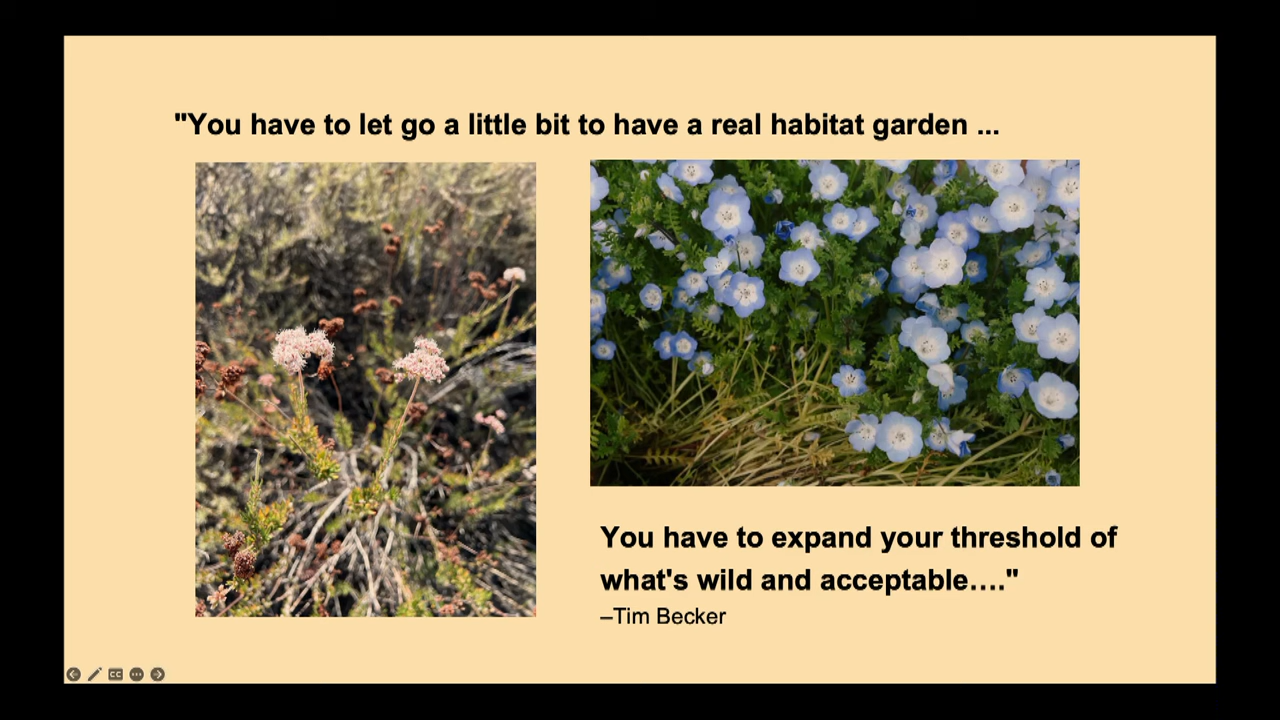 "You have to let go a little bit to have a real habitat garden ...
You have to expand your threshold of
what's wild and acceptable…."
–Tim Becker
CC